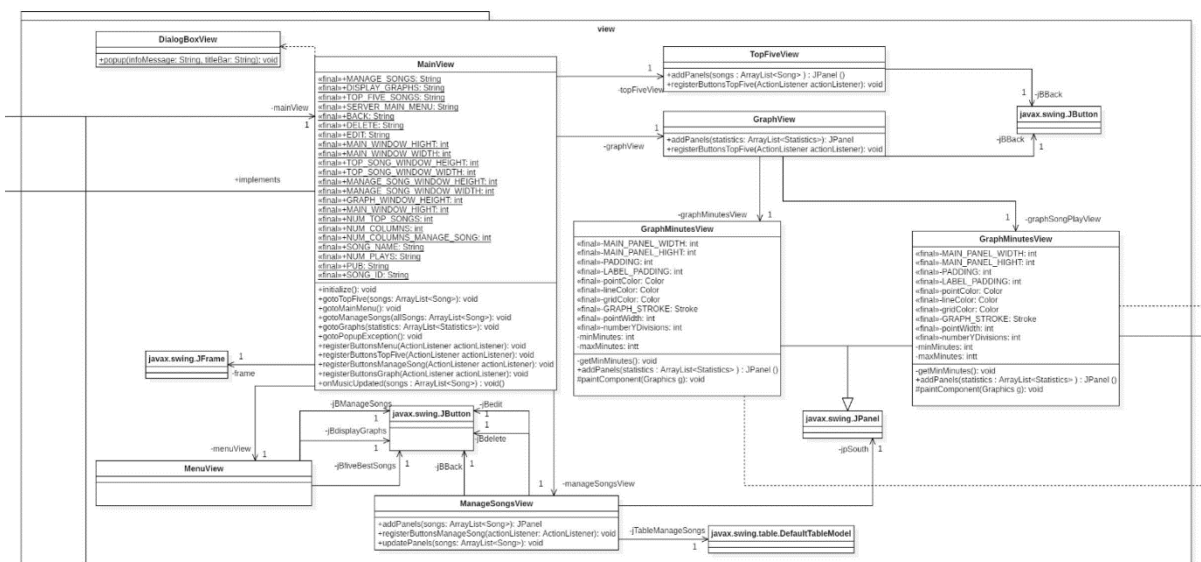 view
DialogBoxView
+popup(infoMessage: String, titleBar: String): void
MainView
«final»+MANAGE_SONGS: String
«final»+DISPLAY_GRAPHS: String
«final»+TOP_FIVE_SONGS: String
«final»+SERVER_MAIN_MENU: String
«final»+BACK: String
«final»+DELETE: String
«final»+EDIT: String
«final»+MAIN_WINDOW_HIGHT: int
«final»+MAIN_WINDOW_WIDTH: int
«final»+TOP_SONG_WINDOW_HEIGHT: int
«final»+TOP_SONG_WINDOW_WIDTH: int
«final»+MANAGE_SONG_WINDOW_HEIGHT: int
«final»+MANAGE_SONG_WINDOW_WIDTH: int
«final»+GRAPH_WINDOW_HEIGHT: int
«final»+MAIN_WINDOW_HIGHT: int
«final»+NUM_TOP_SONGS: int
«final»+NUM_COLUMNS: int
«final»+NUM_COLUMNS_MANAGE_SONG: int
«final»+SONG_NAME: String
«final»+NUM_PLAYS: String
«final»+PUB: String
«final»+SONG_ID: String
+initialize(): void
+gotoTopFive(songs: ArrayList<Song>): void
+gotoMainMenu(): void
+gotoManageSongs(allSongs: ArrayList<Song>): void
+gotoGraphs(statistics: ArrayList<Statistics>): void
+gotoPopupException(): void
+registerButtonsMenu(ActionListener actionListener): void
+registerButtonsTopFive(ActionListener actionListener): void
+registerButtonsManageSong(ActionListener actionListener): void
+registerButtonsGraph(ActionListener actionListener): void
+onMusicUpdated(songs : ArrayList<Song>) : void()
-mainView
1
+implements
1
-topFiveView
TopFiveView
+addPanels(songs : ArrayList<Song> ) : JPanel ()
+registerButtonsTopFive(ActionListener actionListener): void
1
-jBBack
javax.swing.JButton
-jBBack
1
1
-graphView
GraphView
+addPanels(statistics: ArrayList<Statistics>): JPanel
+registerButtonsTopFive(ActionListener actionListener): void
-graphMinutesView
1
1
-graphSongPlayView
GraphMinutesView
«final»-MAIN_PANEL_WIDTH: int
«final»-MAIN_PANEL_HIGHT: int
«final»-PADDING: int
«final»-LABEL_PADDING: int
«final»-pointColor: Color
«final»-lineColor: Color
«final»-gridColor: Color
«final»-GRAPH_STROKE: Stroke
«final»-pointWidth: int
«final»-numberYDivisions: int
-minMinutes: int
-maxMinutes: int
-getMinMinutes(): void
+addPanels(statistics: ArrayList<Statistics> ) : JPanel ()
#paintComponent(Graphics g): void
GraphMinutesView
«final»-MAIN_PANEL_WIDTH: int
«final»-MAIN_PANEL_HIGHT: int
«final»-PADDING: int
«final»-LABEL_PADDING: int
«final»-pointColor: Color
«final»-lineColor: Color
«final»-gridColor: Color
«final»-GRAPH_STROKE: Stroke
«final»-pointWidth: int
«final»-numberYDivisions: int
-minMinutes: int
-maxMinutes: intt
-getMinMinutes(): void
+addPanels(statistics: ArrayList<Statistics> ) : JPanel ()
#paintComponent(Graphics g): void
javax.swing.JFrame
1
-frame
-menuView
1
MenuView
-jBManageSongs
1
-jBdisplayGraphs
1
-jBfiveBestSongs
1
javax.swing.JButton
-jBedit
1
1
-jBdelete
-jBBack
1
1
-manageSongsView
ManageSongsView
+addPanels(songs: ArrayList<Song>): JPanel
+registerButtonsManageSong(actionListener: ActionListener): void
+updatePanels(songs: ArrayList<Song>): void
javax.swing.JPanel
-jpSouth
1
-jTableManageSongs
1
javax.swing.table.DefaultTableModel